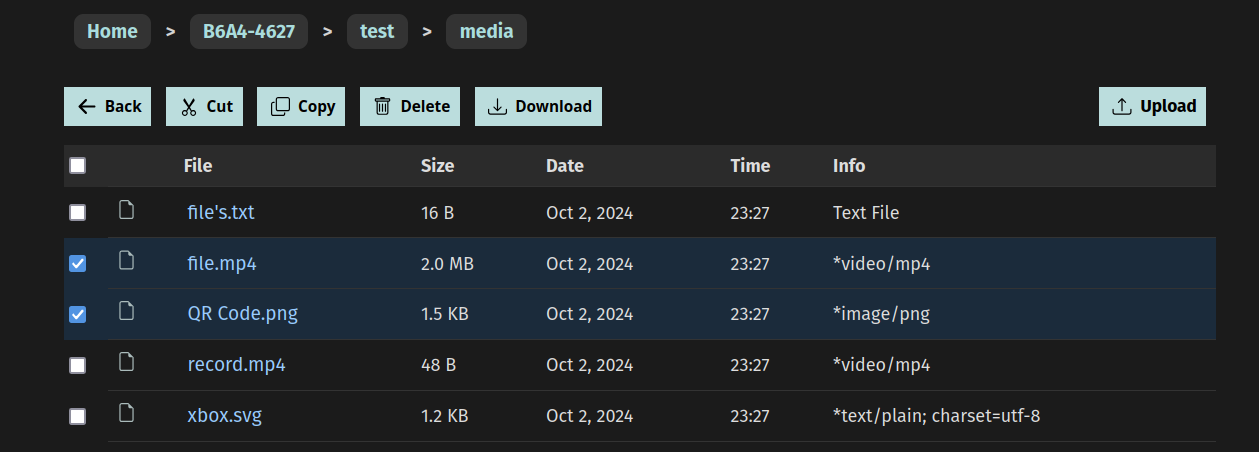 Home > B6A4-4627 > test > media
Back Cut Copy Delete Download Upload
File Size Date Time Info
file's.txt 16 B Oct 2, 2024 23:27 Text File
file.mp4 2.0 MB Oct 2, 2024 23:27 *video/mp4
QR Code.png 1.5 KB Oct 2, 2024 23:27 *image/png
record.mp4 48 B Oct 2, 2024 23:27 *video/mp4
xbox.svg 1.2 KB Oct 2, 2024 23:27 *text/plain; charset=utf-8